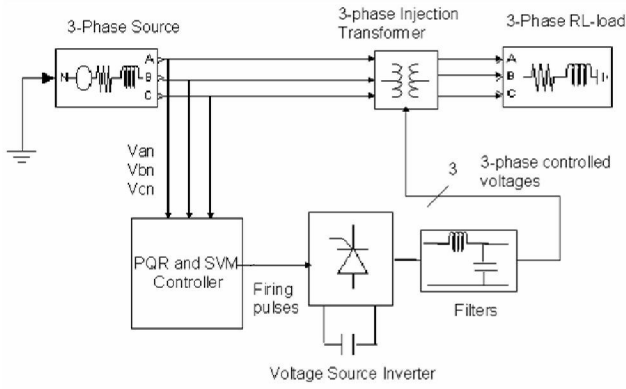 3-Phase Source
3-phase Injection
Transformer
3-Phase RL-load
N
A
B
C
A
B
C
Van
Vbn
Vcn
3
3-phase controlled
voltages
PQR and SVM
Controller
Firing
pulses
Filters
Voltage Source Inverter